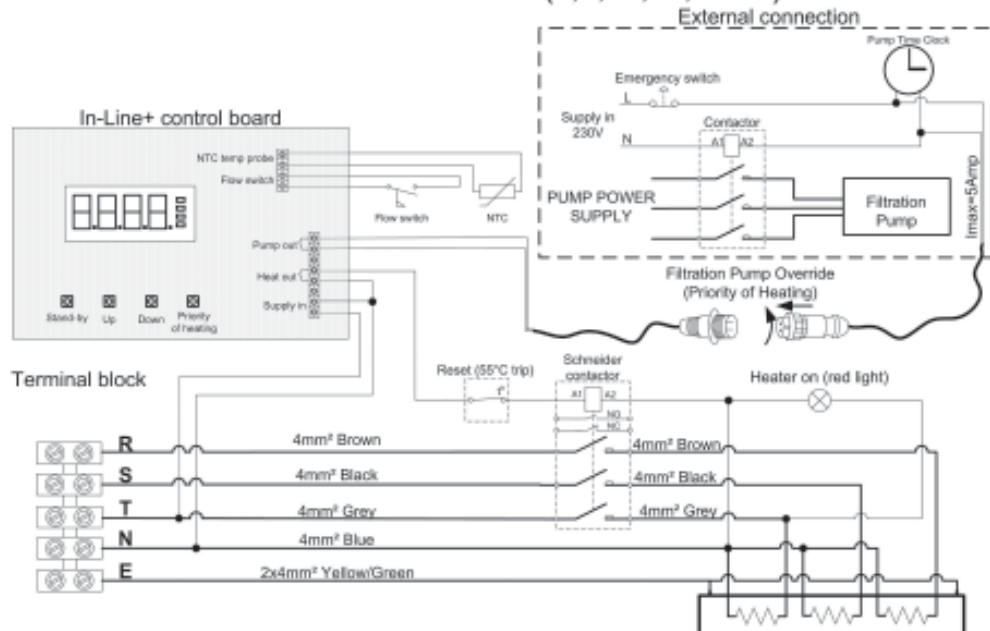 External connection
Pump Time Clock
Emergency switch
L
Supply in
230V
N
Contactor
A1
A2
PUMP POWER
SUPPLY
Filtration
Pump
Imax=5Amp
In-Line+ control board
NTC temp probe
Flow switch
Flow switch
NTC
Pump out
Heat out
Supply in
Stand-by
Up
Down
Priority
of heating
Filtration Pump Override
(Priority of Heating)
Terminal block
Reset (55°C trip)
t°
Schneider
contactor
A1
A2
NO
NC
Heater on (red light)
R
4mm² Brown
4mm² Brown
S
4mm² Black
4mm² Black
T
4mm² Grey
4mm² Grey
N
4mm² Blue
E
2x4mm² Yellow/Green